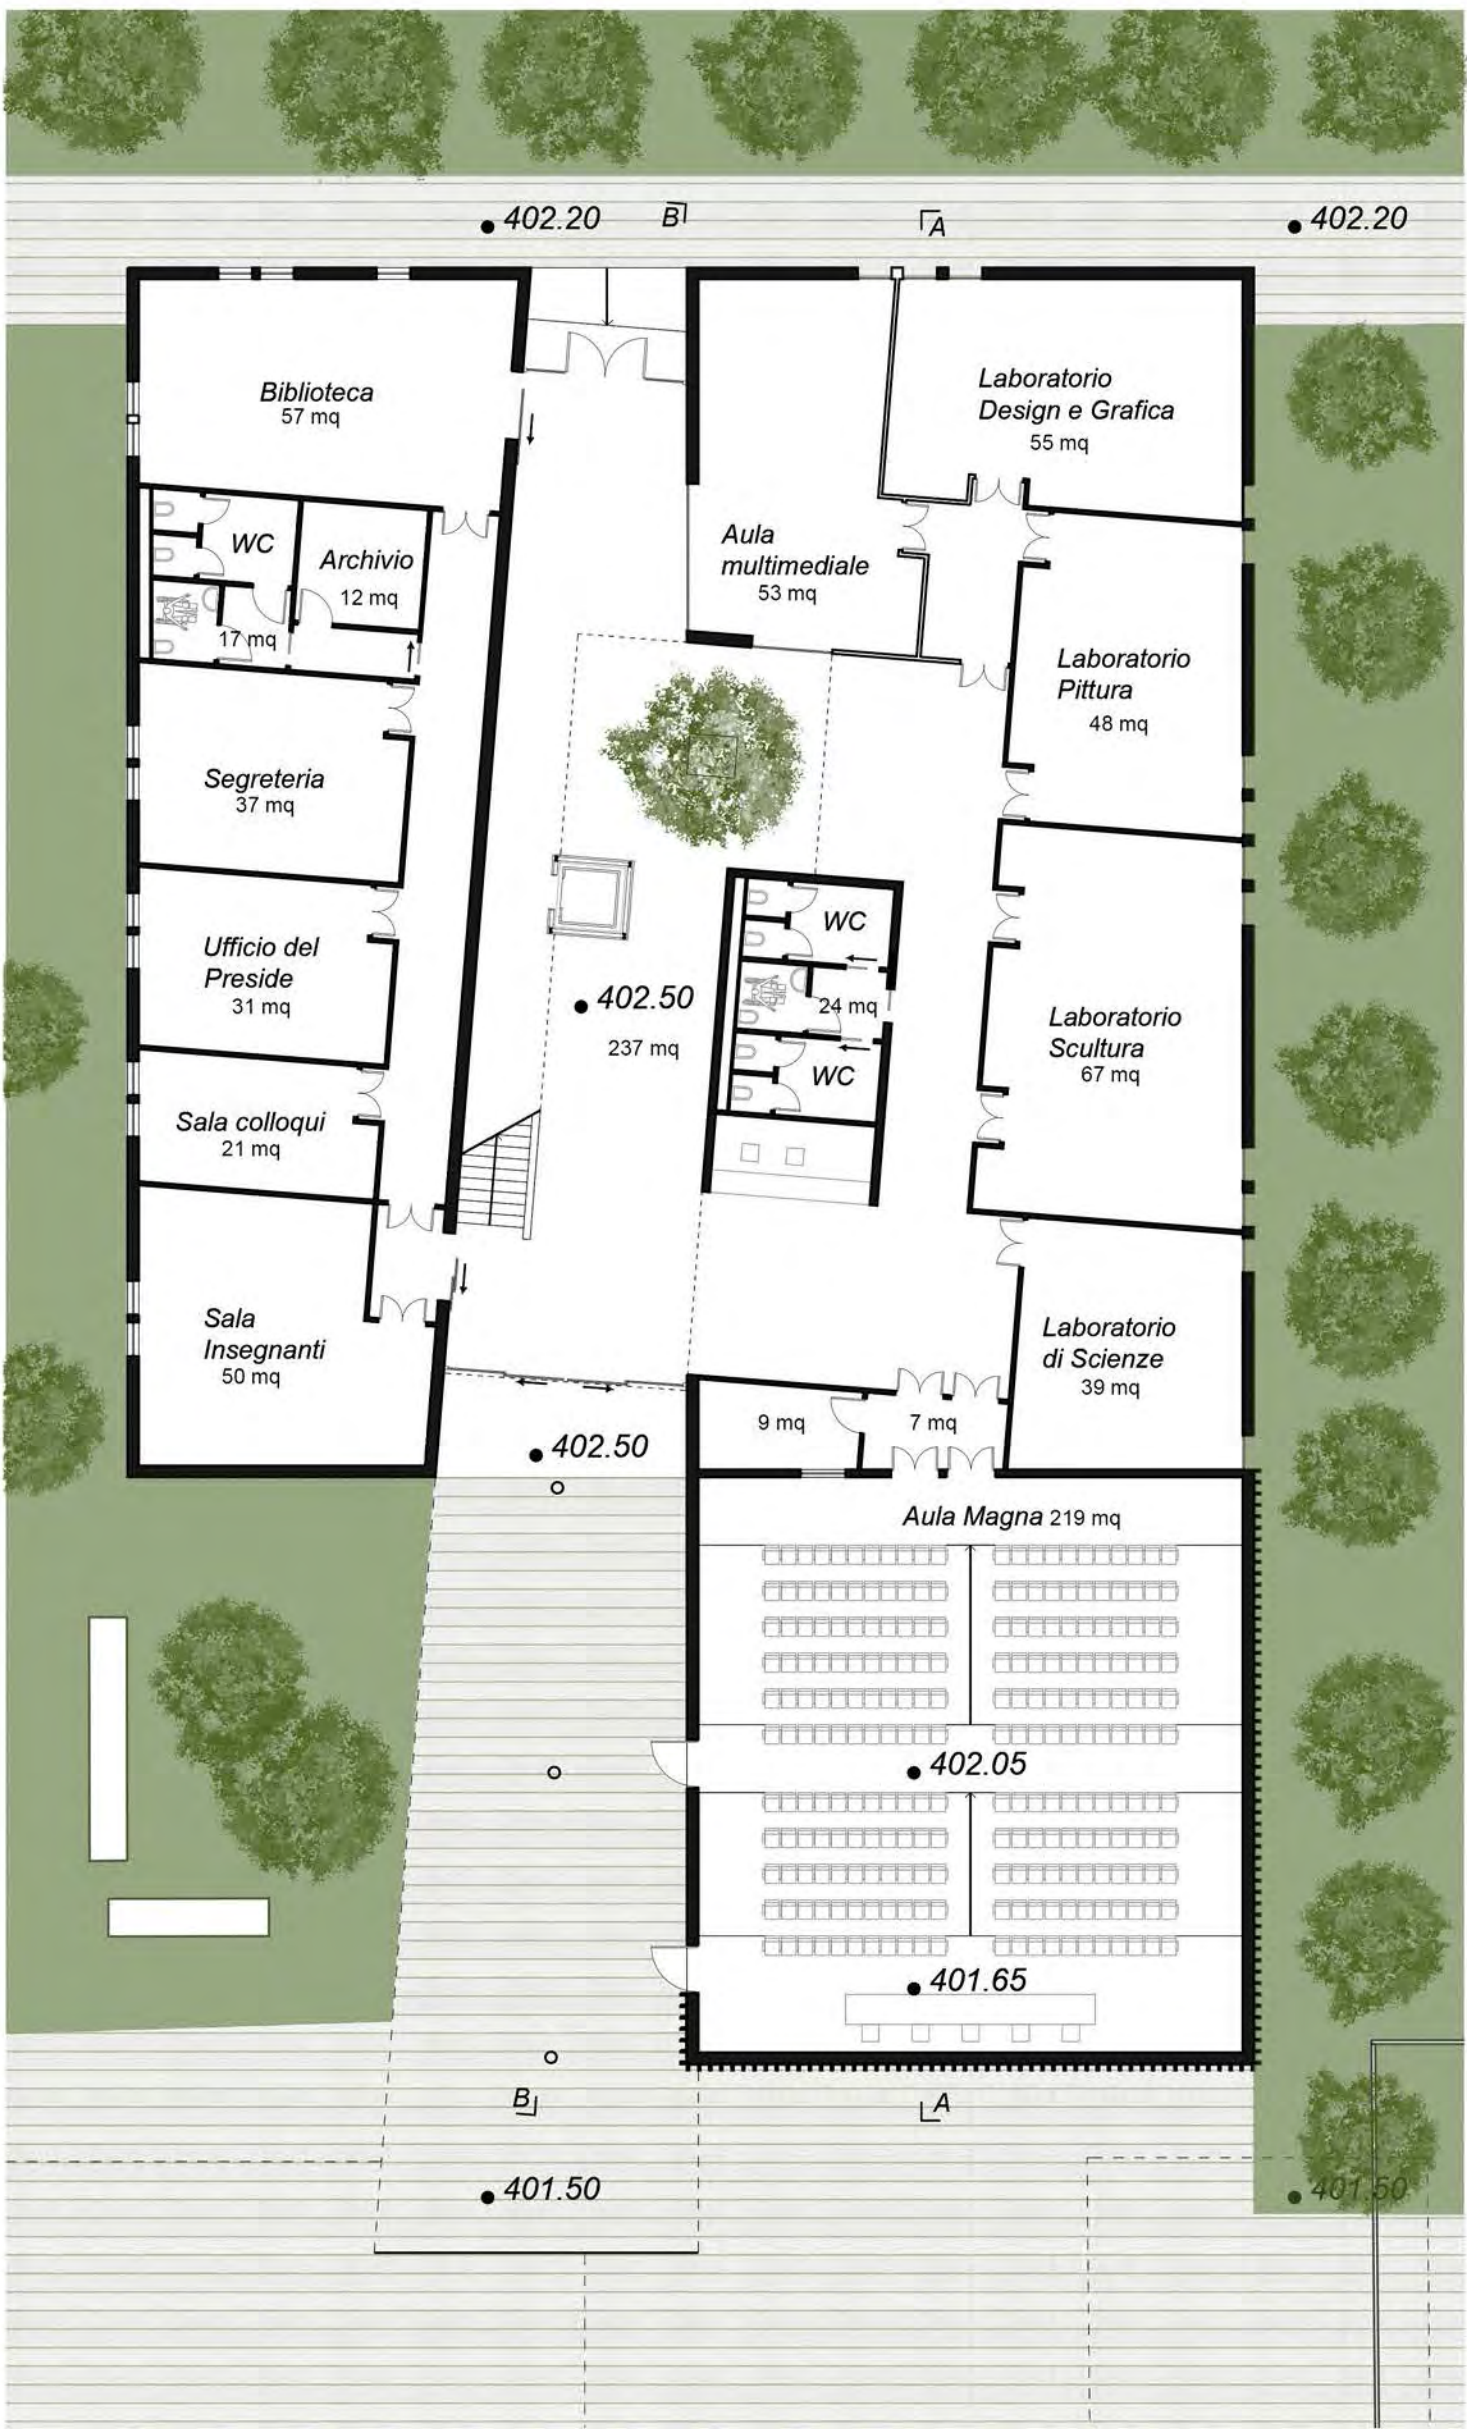 402.20
B
A
402.20
Biblioteca
57 mq
Laboratorio
Design e Grafica
55 mq
WC
Archivio
12 mq
17 mq
Aula
multimediale
53 mq
Laboratorio
Pittura
48 mq
Segreteria
37 mq
Ufficio del
Preside
31 mq
402.50
237 mq
WC
24 mq
WC
Laboratorio
Scultura
67 mq
Sala colloqui
21 mq
Sala
Insegnanti
50 mq
Laboratorio
di Scienze
39 mq
402.50
9 mq
7 mq
Aula Magna 219 mq
402.05
401.65
B
A
401.50
401.50